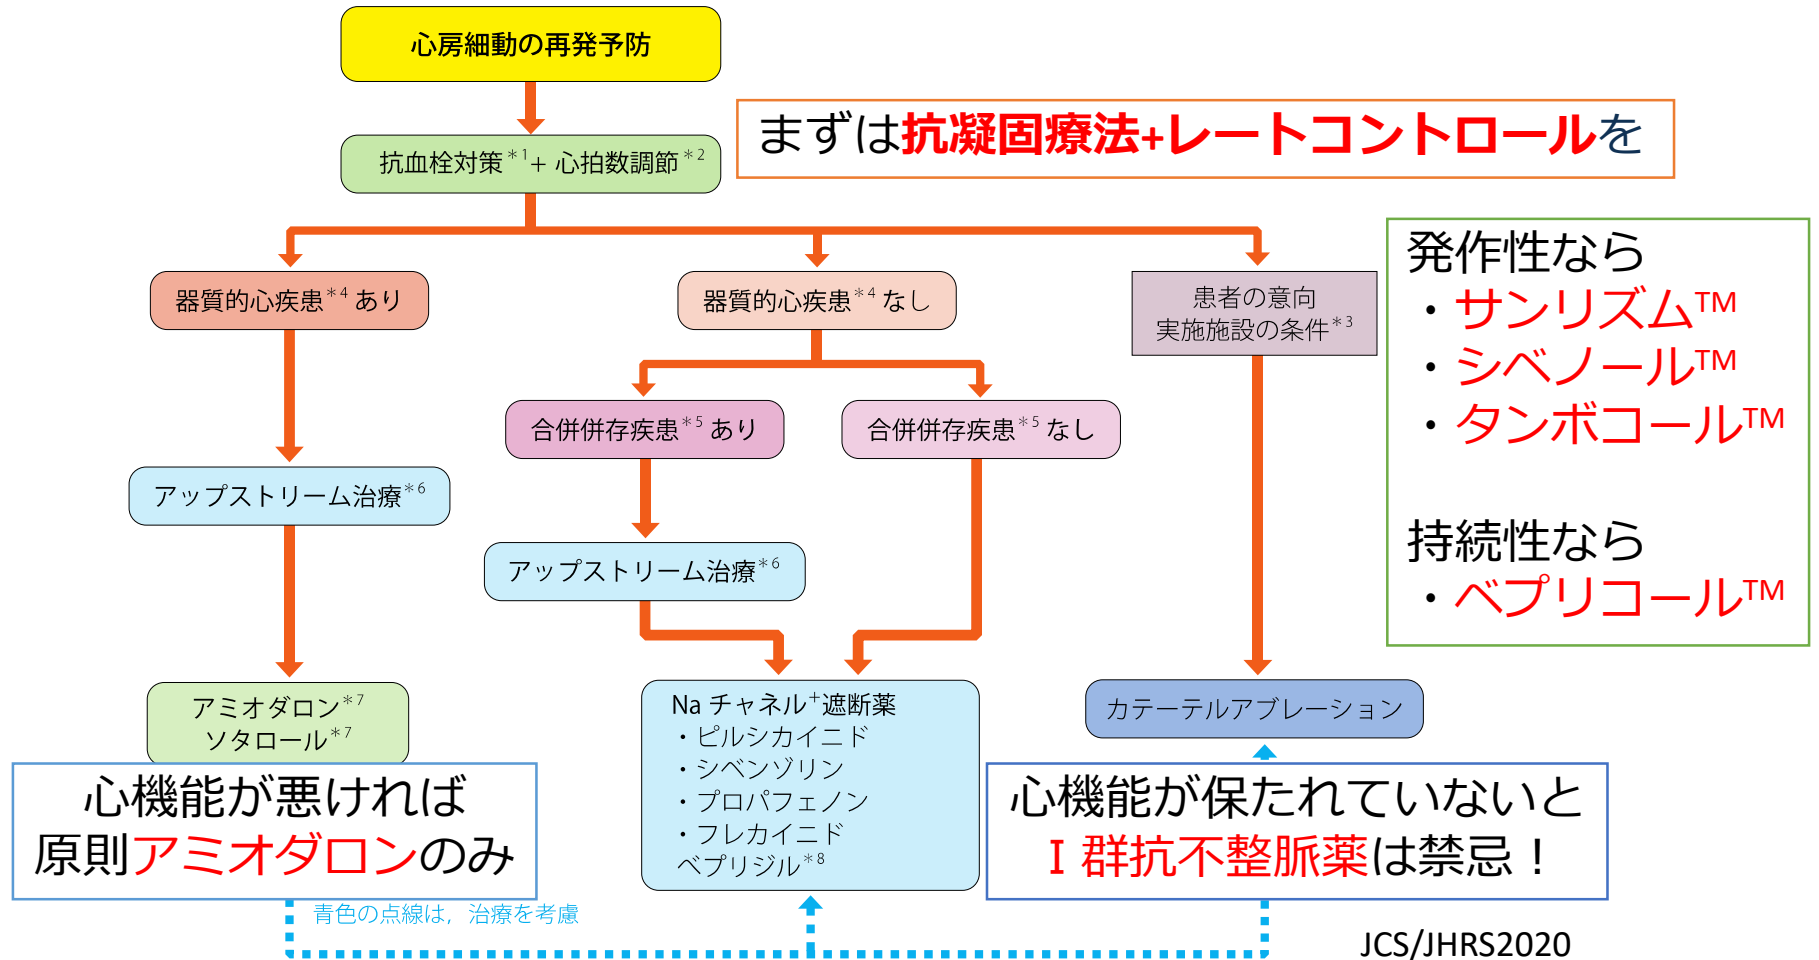 心房細動の再発予防
まずは抗凝固療法+レートコントロールを
抗血栓対策*1+ 心拍数調節*2
器質的心疾患*4 あり
器質的心疾患*4 なし
患者の意向
実施施設の条件*3
発作性なら
・サンリズム™
・シベノール™
・タンボコール™
持続性なら
・ベプリコール™
合併併存疾患*5 あり
合併併存疾患*5 なし
アップストリーム治療*6
アップストリーム治療*6
アミオダロン*7
ソタロール*7
Na チャネル+遮断薬
・ピルシカイニド
・シベンゾリン
・プロパフェノン
・フレカイニド
ベプリジル*8
カテーテルアブレーション
心機能が悪ければ
原則アミオダロンのみ
心機能が保たれていないと
Ⅰ群抗不整脈薬は禁忌！
青色の点線は，治療を考慮
JCS/JHRS2020